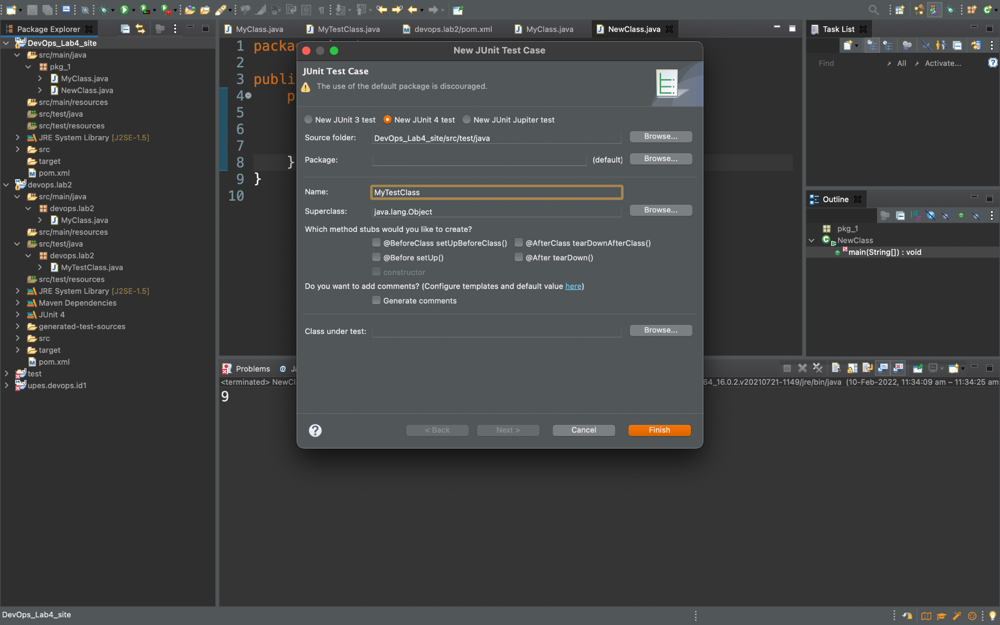 Package Explorer
DevOps_Lab4_site
src/main/java
pkg_1
MyClass.java
NewClass.java
src/main/resources
src/test/java
src/test/resources
JRE System Library [J2SE-1.5]
src
target
pom.xml
devops.lab2
src/main/java
devops.lab2
MyClass.java
src/main/resources
src/test/java
devops.lab2
MyTestClass.java
src/test/resources
JRE System Library [J2SE-1.5]
Maven Dependencies
JUnit 4
generated-test-sources
src
target
pom.xml
test
upes.devops.id1
MyClass.java MyTestClass.java devops.lab2/pom.xml MyClass.java NewClass.java
1 packa
2
3 publi
4 p
5
6
7
8 }
9 }
10
New JUnit Test Case
JUnit Test Case
The use of the default package is discouraged.
New JUnit 3 test New JUnit 4 test New JUnit Jupiter test
Source folder: DevOps_Lab4_site/src/test/java Browse...
Package: (default) Browse...
Name: MyTestClass
Superclass: java.lang.Object Browse...
Which method stubs would you like to create?
@BeforeClass setUpBeforeClass() @AfterClass tearDownAfterClass()
@Before setUp() @After tearDown()
constructor
Do you want to add comments? (Configure templates and default value here)
Generate comments
Class under test: Browse...
? < Back Next > Cancel Finish
Task List
Find All Activate...
Outline
pkg_1
NewClass
main(String[]) : void
Problems @ Ja
<terminated> NewCl 64_16.0.2.v20210721-1149/jre/bin/java (10-Feb-2022, 11:34:09 am – 11:34:25 am
9
DevOps_Lab4_site